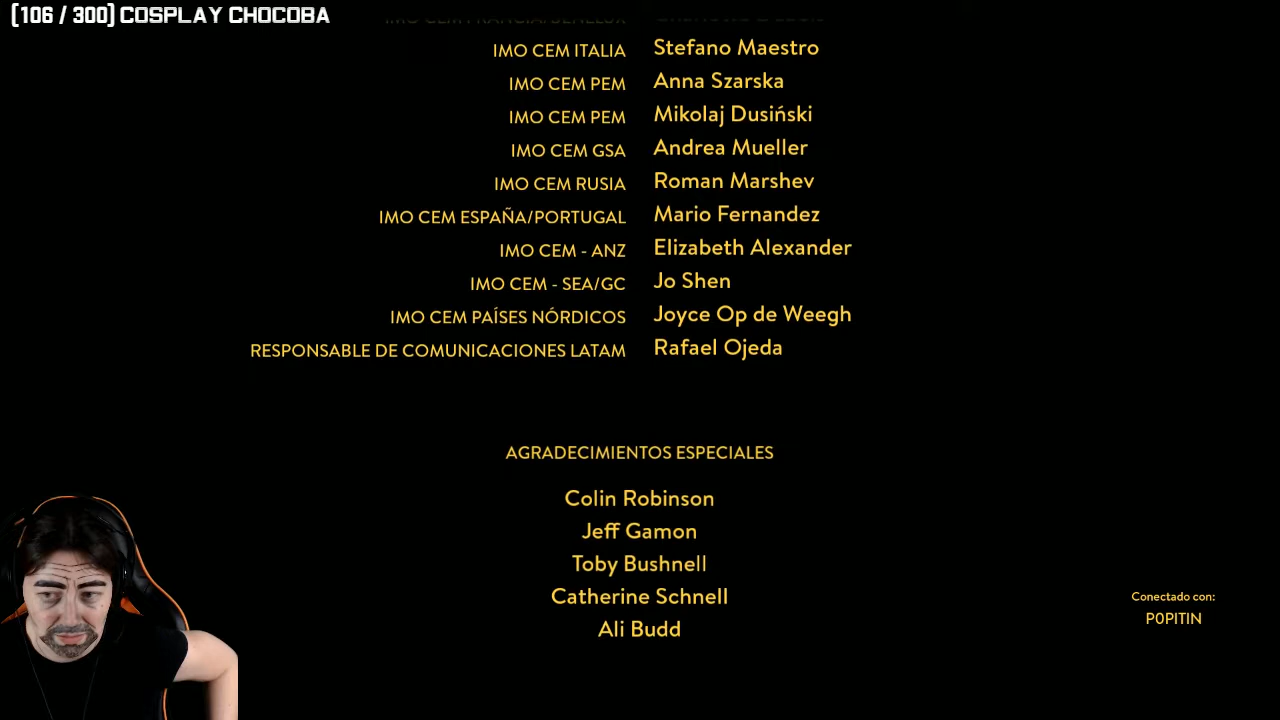 [106 / 300] COSPLAY CHOCOBA
IMO CEM ITALIA Stefano Maestro
IMO CEM PEM Anna Szarska
IMO CEM PEM Mikolaj Dusiński
IMO CEM GSA Andrea Mueller
IMO CEM RUSIA Roman Marshev
IMO CEM ESPAÑA/PORTUGAL Mario Fernandez
IMO CEM - ANZ Elizabeth Alexander
IMO CEM - SEA/GC Jo Shen
IMO CEM PAÍSES NÓRDICOS Joyce Op de Weegh
RESPONSABLE DE COMUNICACIONES LATAM Rafael Ojeda
AGRADECIMIENTOS ESPECIALES
Colin Robinson
Jeff Gamon
Toby Bushnell
Catherine Schnell
Ali Budd
Conectado con:
P0PITIN